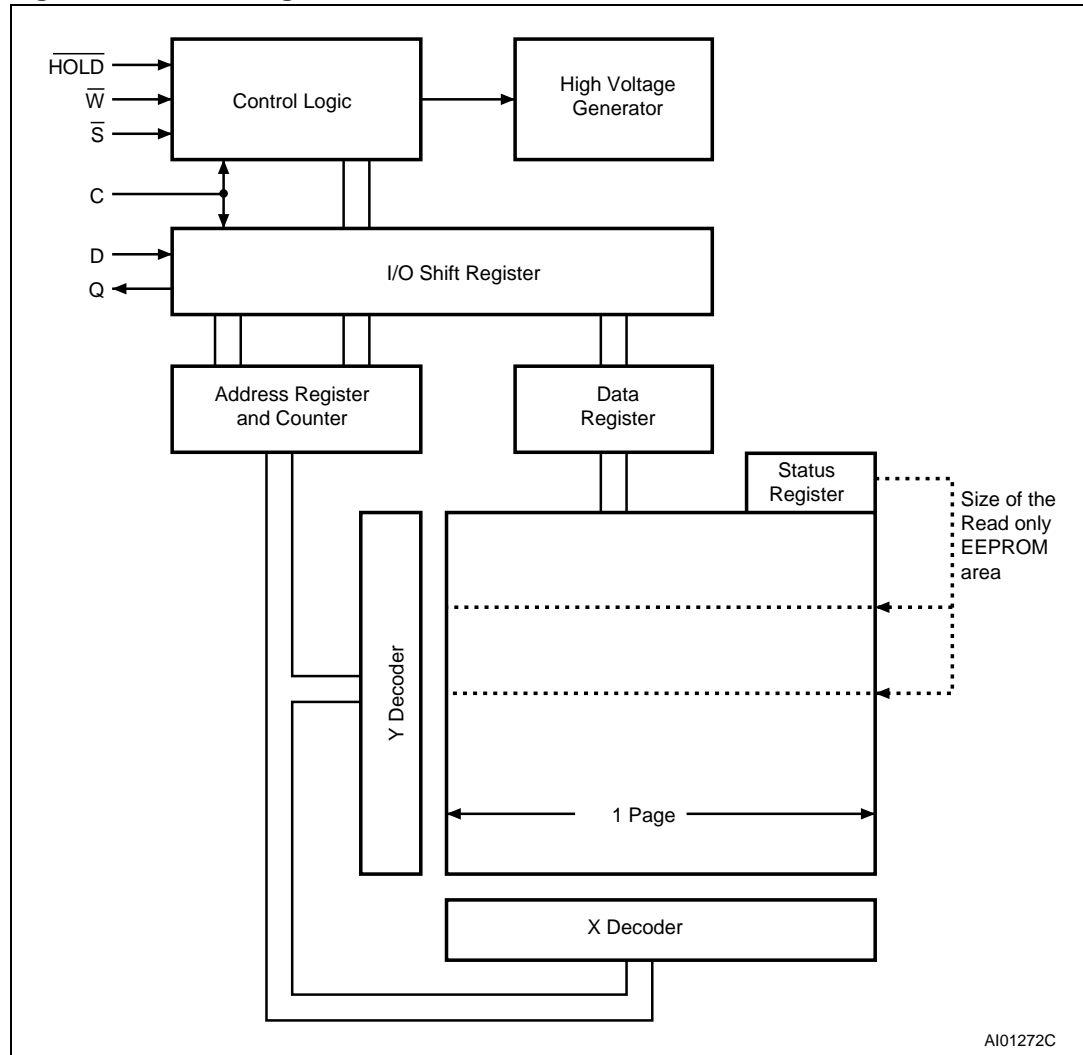 HOLD
W
S
C
D
Q
Control Logic
High Voltage
Generator
I/O Shift Register
Address Register
and Counter
Data
Register
Status
Register
Size of the
Read only
EEPROM
area
Y Decoder
1 Page
X Decoder
AI01272C